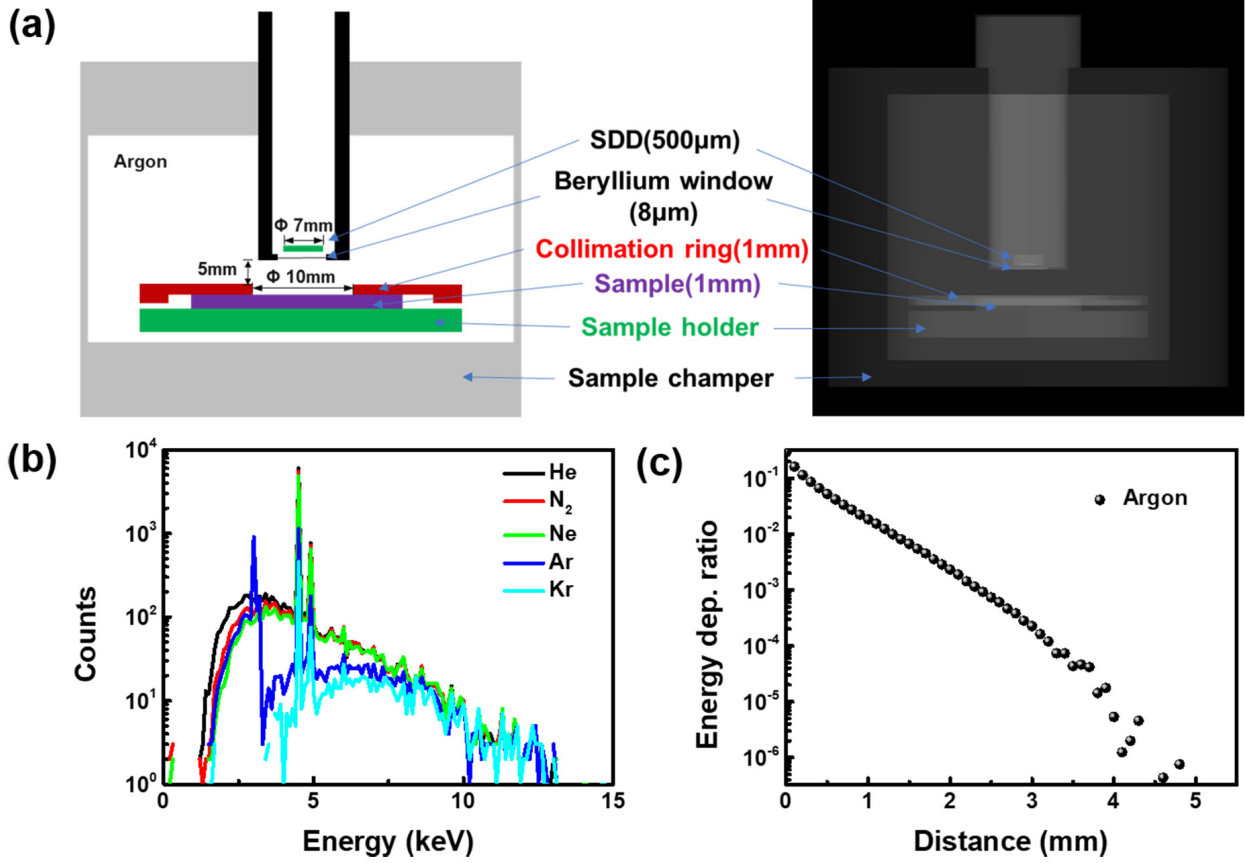 (a)
Argon
Φ 7mm
5mm
Φ 10mm
SDD(500μm)
Beryllium window
(8μm)
Collimation ring(1mm)
Sample(1mm)
Sample holder
Sample champer
(b)
Counts
10⁴
10³
10²
10¹
10⁰
He
N₂
Ne
Ar
Kr
0
5
10
15
Energy (keV)
(c)
Energy dep. ratio
10⁻¹
10⁻²
10⁻³
10⁻⁴
10⁻⁵
10⁻⁶
Argon
0
1
2
3
4
5
Distance (mm)